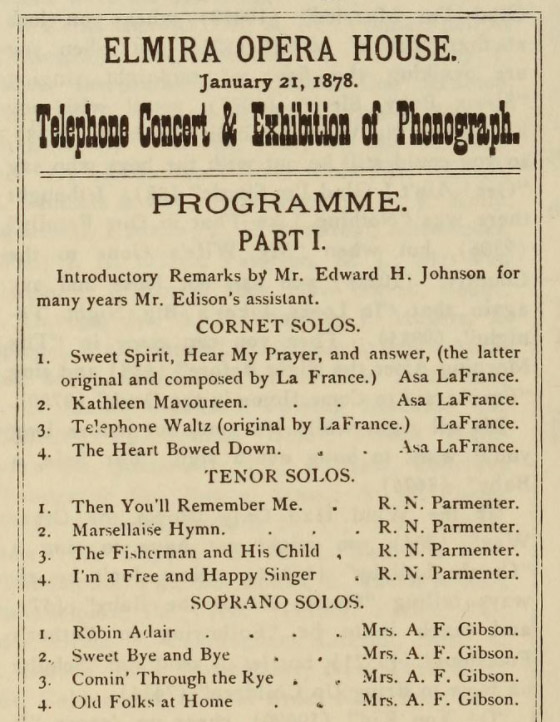 ELMIRA OPERA HOUSE.
January 21, 1878.
Telephone Concert & Exhibition of Phonograph.
PROGRAMME.
PART I.
Introductory Remarks by Mr. Edward H. Johnson for
many years Mr. Edison's assistant.
CORNET SOLOS.
1. Sweet Spirit, Hear My Prayer, and answer, (the latter
original and composed by La France.) Asa LaFrance.
2. Kathleen Mavoureen. . . Asa LaFrance.
3. Telephone Waltz (original by LaFrance.) LaFrance.
4. The Heart Bowed Down. . . Asa LaFrance.
TENOR SOLOS.
1. Then You'll Remember Me. . R. N. Parmenter.
2. Marsellaise Hymn. . . . R. N. Parmenter.
3. The Fisherman and His Child . R. N. Parmenter.
4. I'm a Free and Happy Singer . R. N. Parmenter.
SOPRANO SOLOS.
1. Robin Adair . . . . Mrs. A. F. Gibson.
2. Sweet Bye and Bye . . Mrs. A. F. Gibson.
3. Comin' Through the Rye . . Mrs. A. F. Gibson.
4. Old Folks at Home . . Mrs. A. F. Gibson.